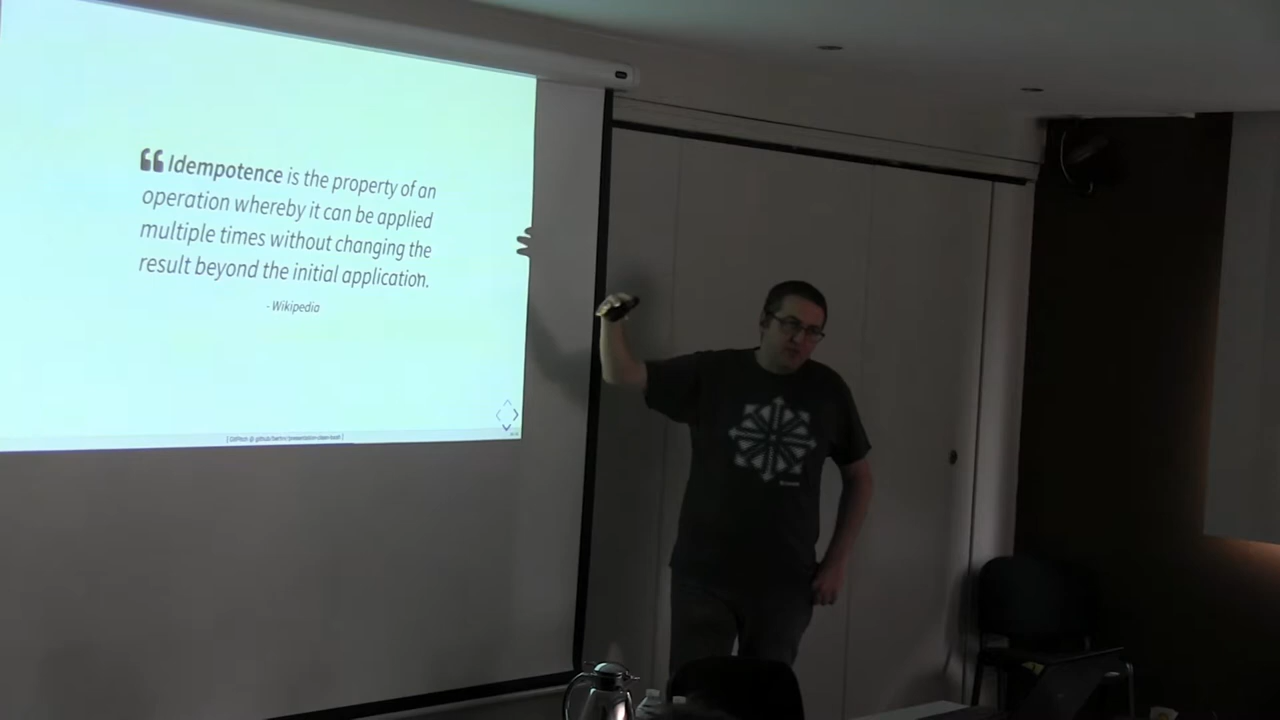 Idempotence is the property of an
operation whereby it can be applied
multiple times without changing the
result beyond the initial application.
- Wikipedia